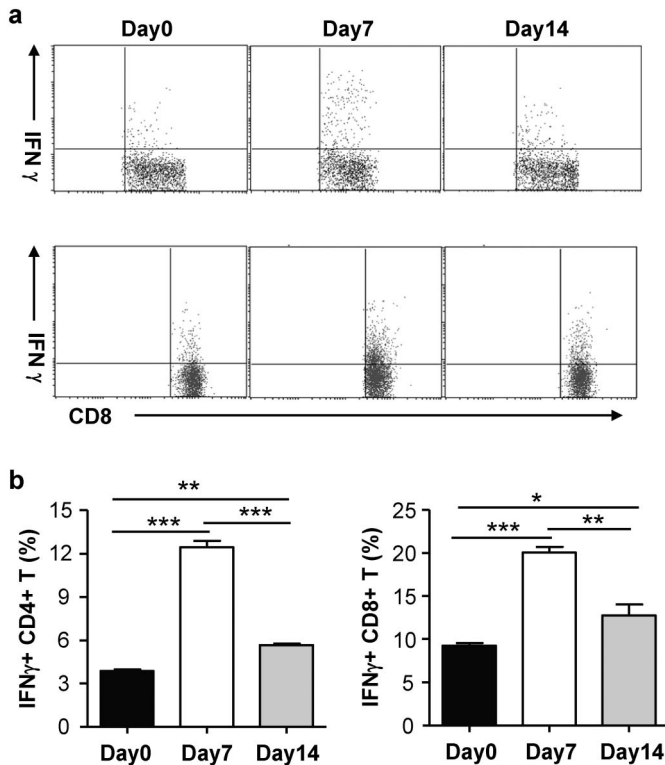 a
Day0 Day7 Day14
IFN γ
IFN γ
CD8
b
**
*** ***
IFNγ+ CD4+ T (%)
15
12
9
6
3
0
Day0 Day7 Day14
*
*** **
IFNγ+ CD8+ T (%)
25
20
15
10
5
0
Day0 Day7 Day14